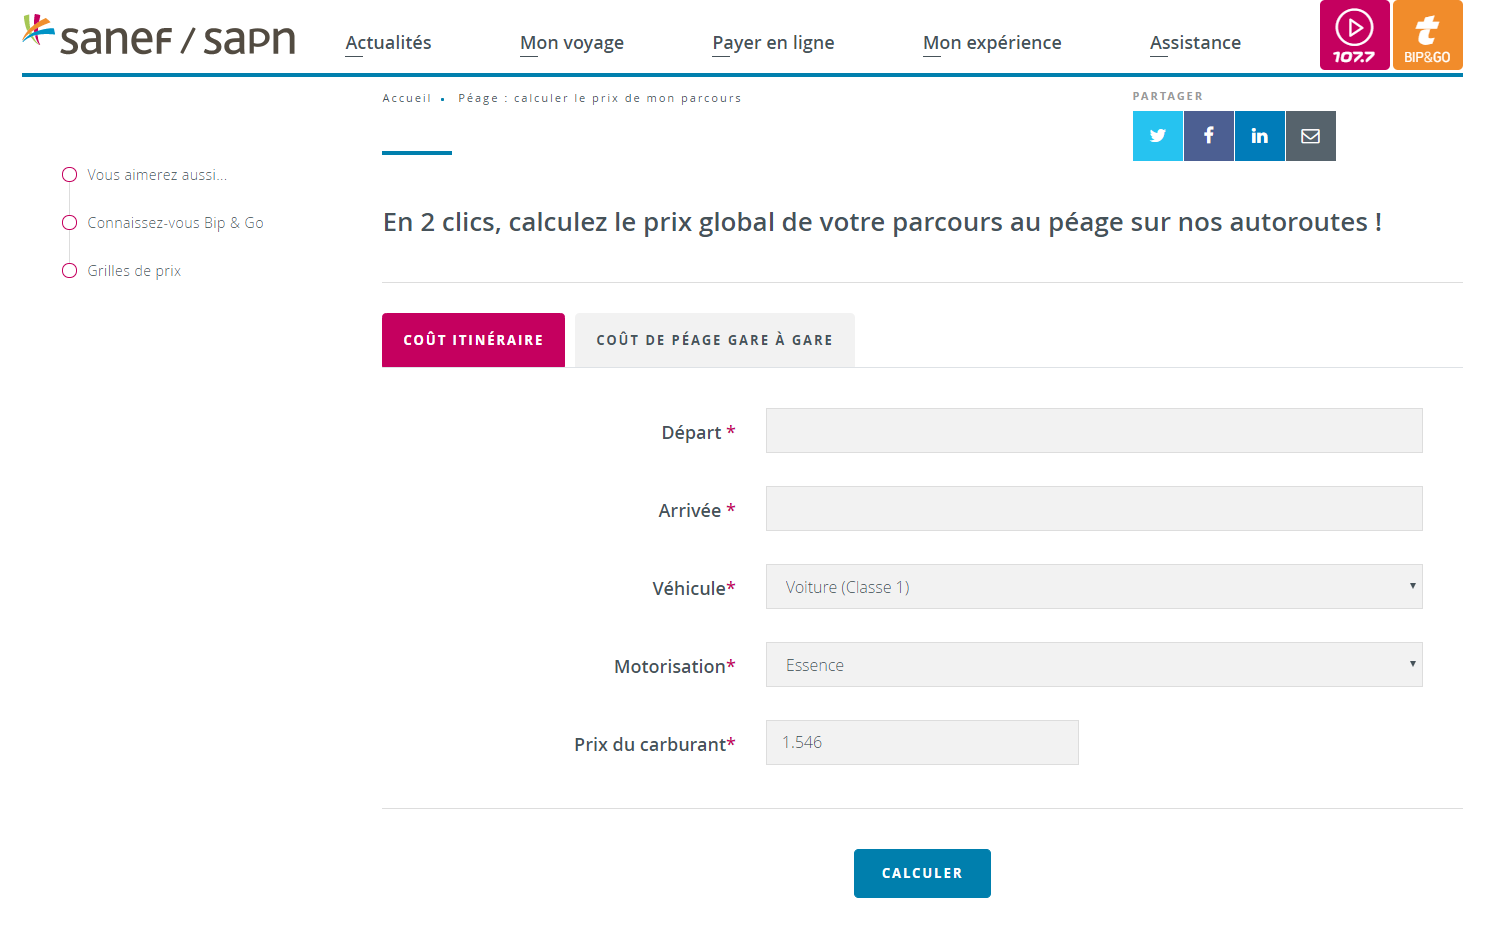 sanef / sapn
Actualités
Mon voyage
Payer en ligne
Mon expérience
Assistance
107.7
BIP&GO
Accueil • Péage : calculer le prix de mon parcours
PARTAGER
Vous aimerez aussi...
Connaissez-vous Bip & Go
Grilles de prix
En 2 clics, calculez le prix global de votre parcours au péage sur nos autoroutes !
COÛT ITINÉRAIRE
COÛT DE PÉAGE GARE À GARE
Départ *
Arrivée *
Véhicule* Voiture (Classe 1)
Motorisation* Essence
Prix du carburant* 1.546
CALCULER